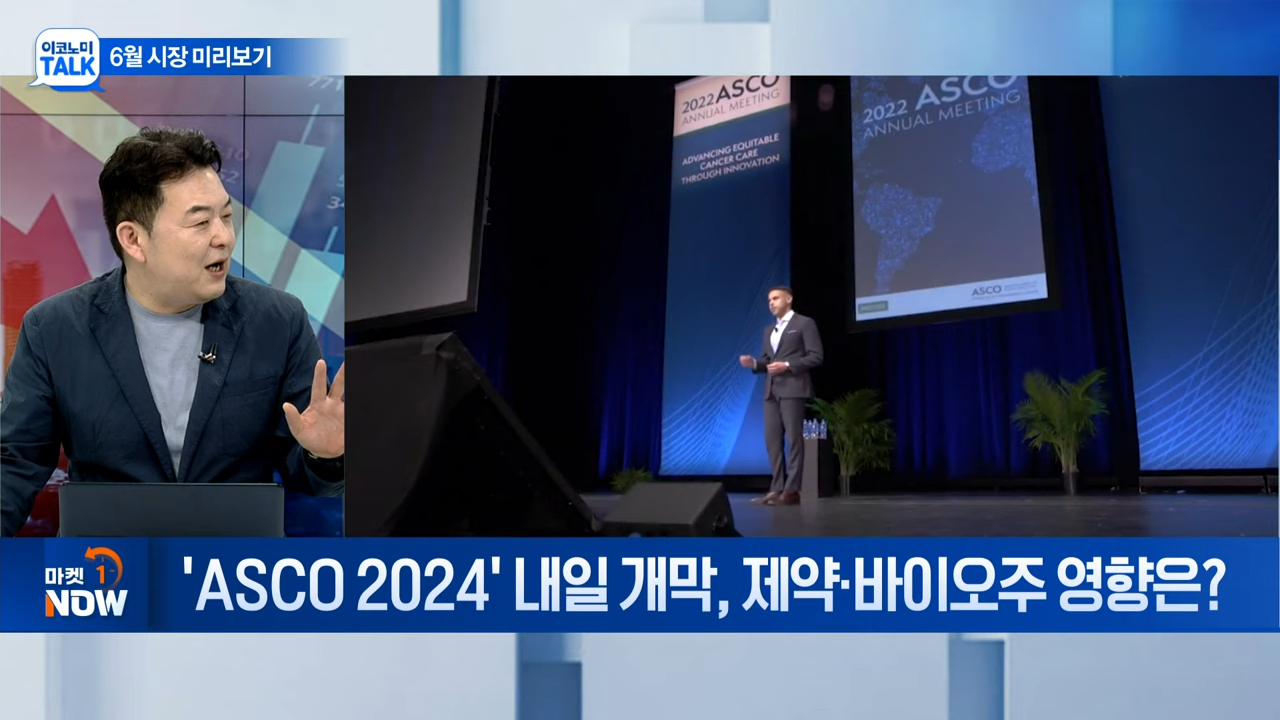 이코노미
TALK
6월 시장 미리보기
2022 ASCO
ANNUAL MEETING
ADVANCING EQUITABLE
CANCER CARE
THROUGH INNOVATION
2022 ASCO
ANNUAL MEETING
ASCO
마켓 1
NOW
'ASCO 2024' 내일 개막, 제약·바이오주 영향은?